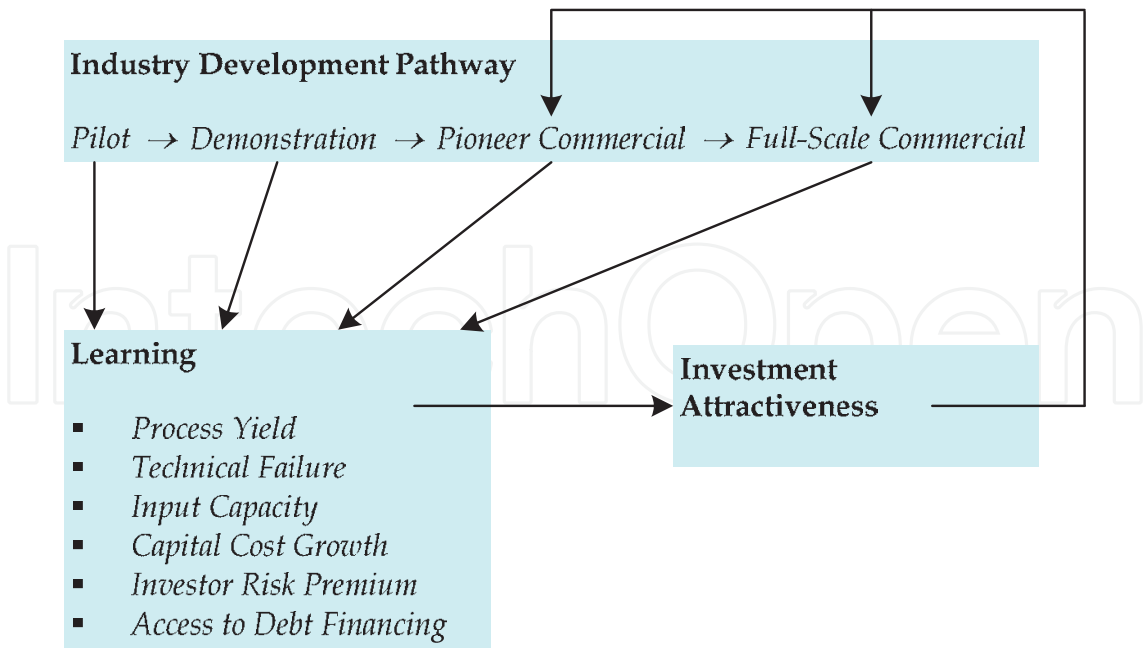 Industry Development Pathway
Pilot → Demonstration → Pioneer Commercial → Full-Scale Commercial
IntechOpen
Learning
▪ Process Yield
▪ Technical Failure
▪ Input Capacity
▪ Capital Cost Growth
▪ Investor Risk Premium
▪ Access to Debt Financing
Investment
Attractiveness